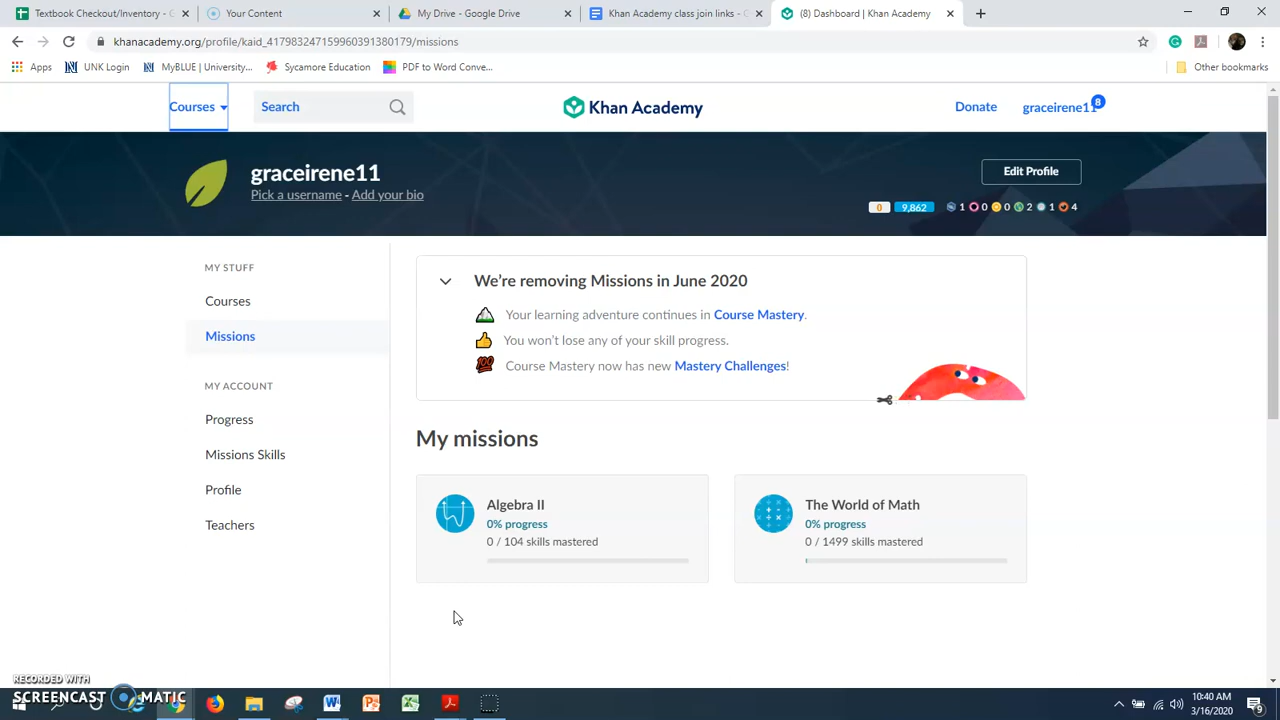 Textbook Checkout/Inventory - G
Your Content
My Drive - Google Drive
Khan Academy class join links - G
(8) Dashboard | Khan Academy
khanacademy.org/profile/kaid_417983247159960391380179/missions
Apps
UNK Login
MyBLUE | University...
Sycamore Education
PDF to Word Conve...
Other bookmarks
Courses
Search
Khan Academy
Donate
graceirene11
8
graceirene11
Pick a username - Add your bio
Edit Profile
0 9,862 1 0 0 2 1 4
MY STUFF
Courses
Missions
MY ACCOUNT
Progress
Missions Skills
Profile
Teachers
We're removing Missions in June 2020
Your learning adventure continues in Course Mastery.
You won't lose any of your skill progress.
Course Mastery now has new Mastery Challenges!
My missions
Algebra II
0% progress
0 / 104 skills mastered
The World of Math
0% progress
0 / 1499 skills mastered
RECORDED WITH
SCREENCAST MATIC
10:40 AM
3/16/2020
9